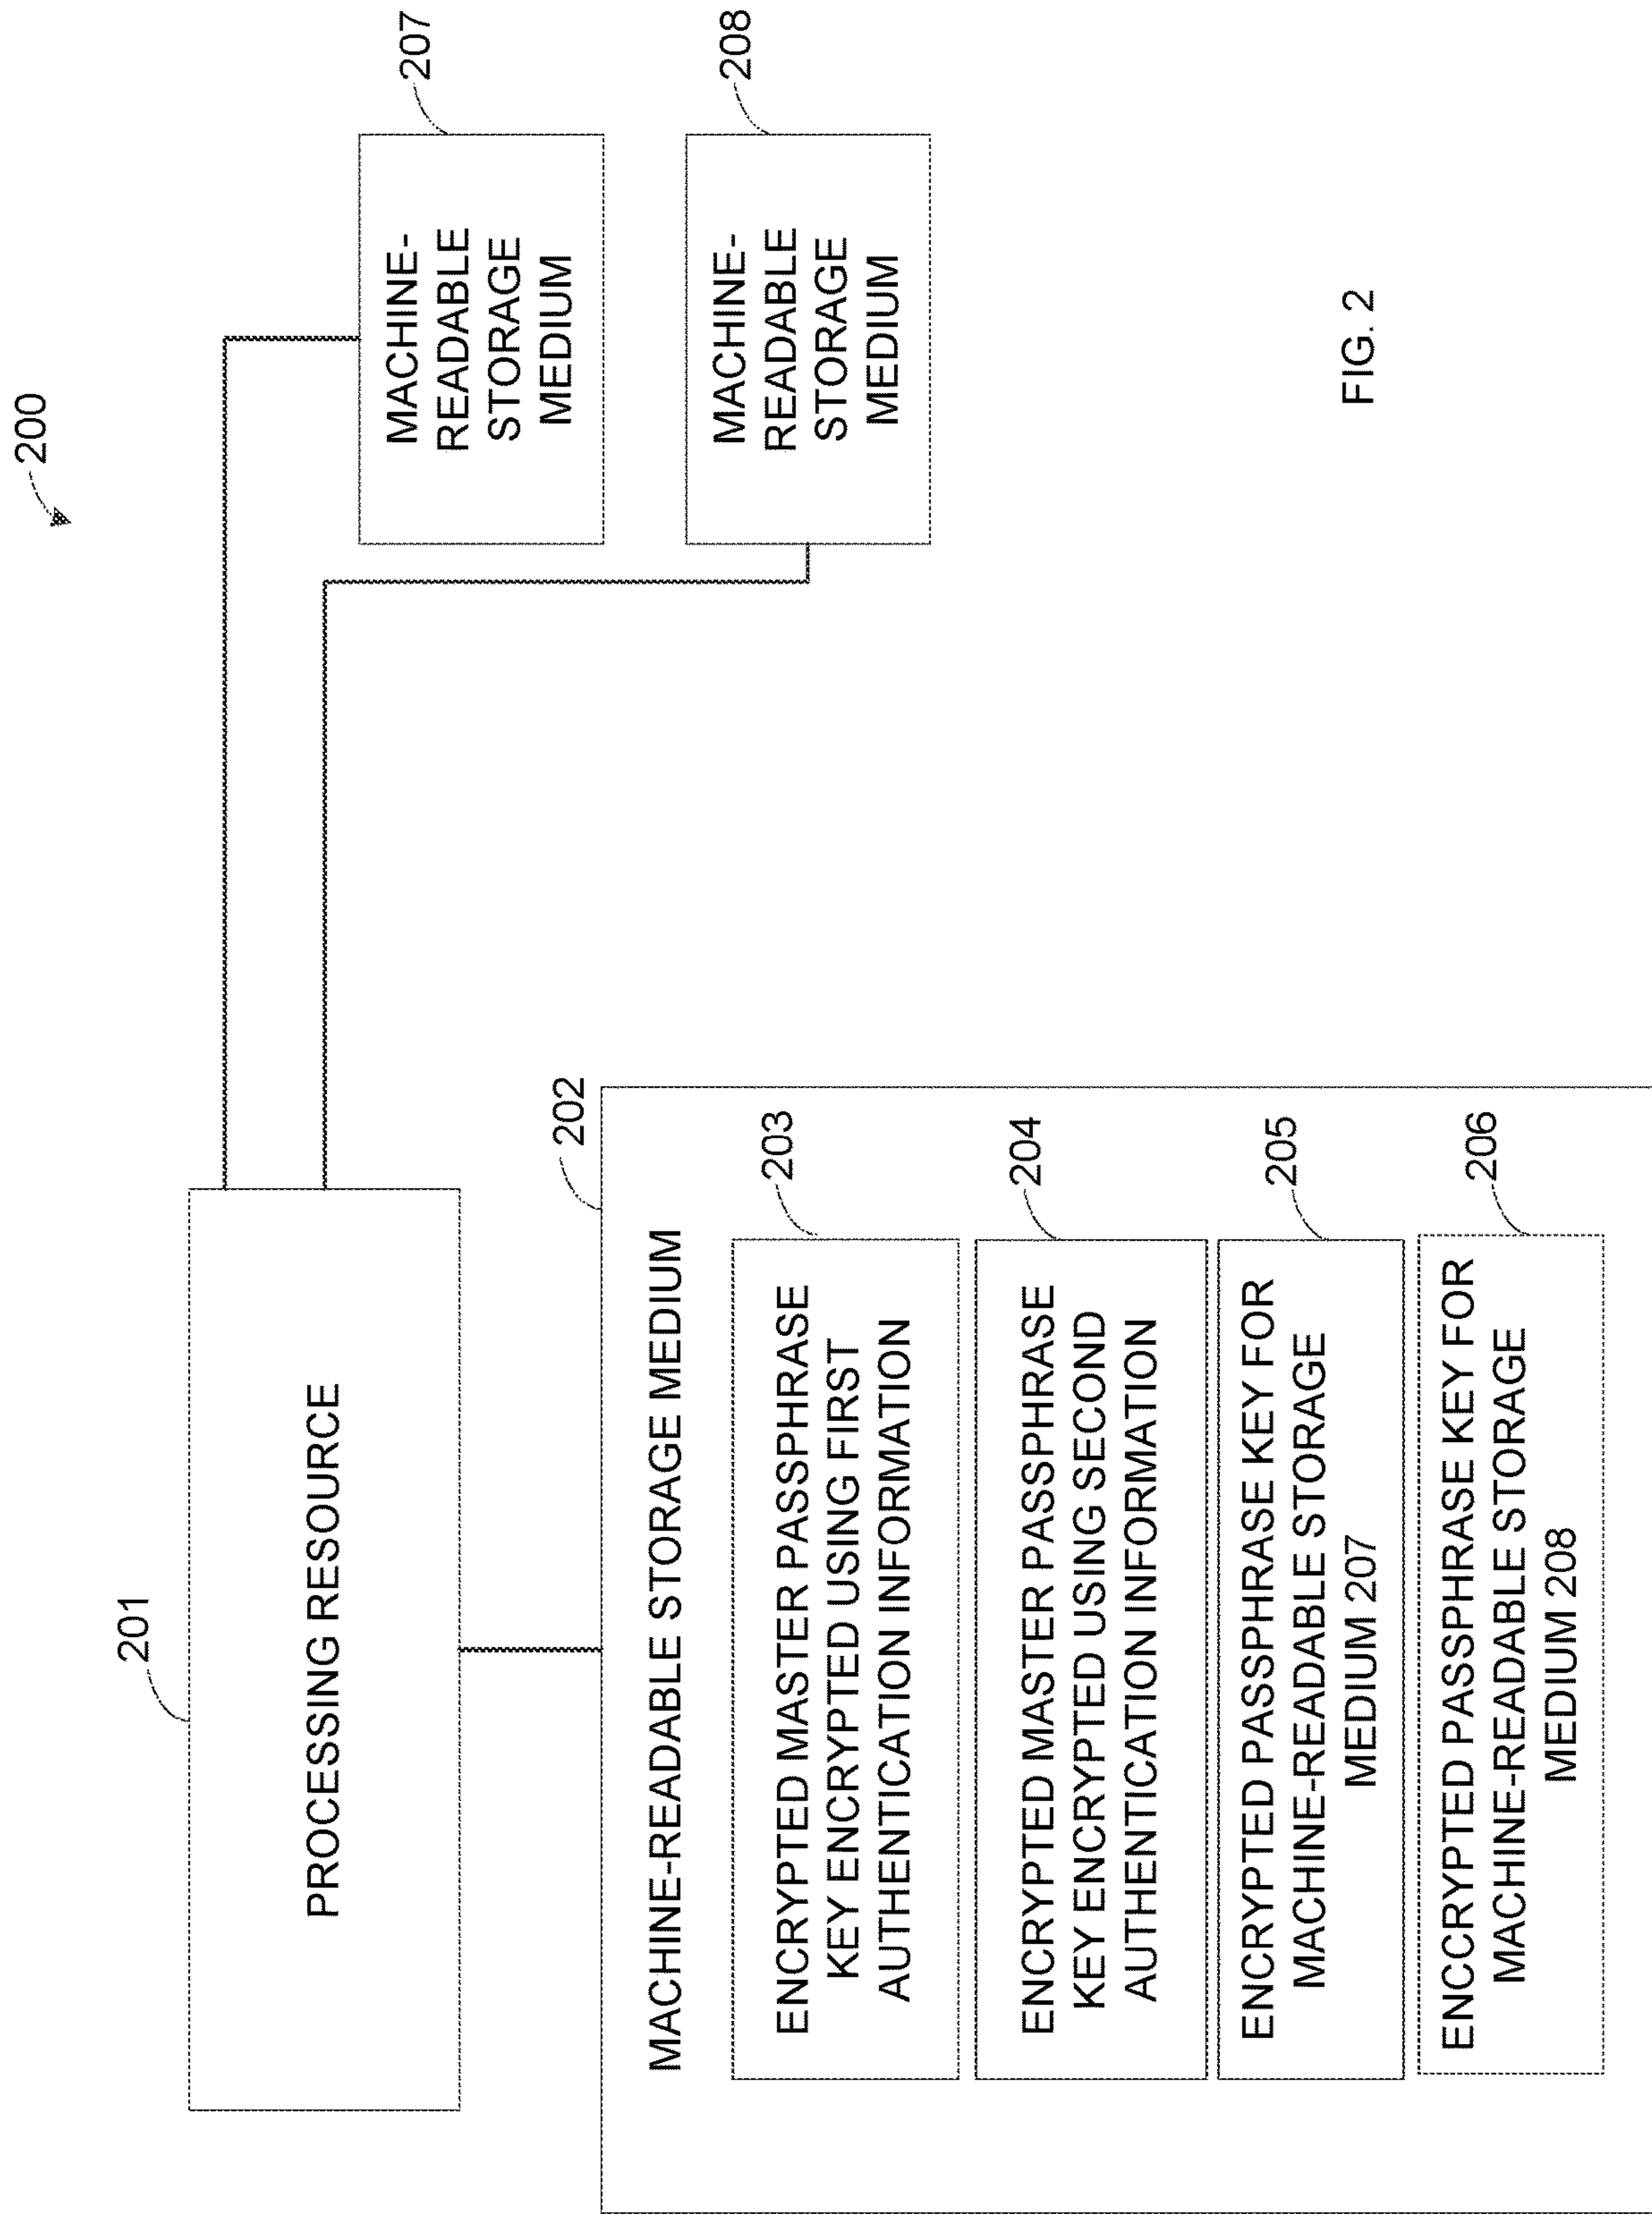 200
201
PROCESSING RESOURCE
202
MACHINE-READABLE STORAGE MEDIUM
203
ENCRYPTED MASTER PASSPHRASE
KEY ENCRYPTED USING FIRST
AUTHENTICATION INFORMATION
204
ENCRYPTED MASTER PASSPHRASE
KEY ENCRYPTED USING SECOND
AUTHENTICATION INFORMATION
205
ENCRYPTED PASSPHRASE KEY FOR
MACHINE-READABLE STORAGE
MEDIUM 207
206
ENCCRYPTED PASSPHRASE KEY FOR
MACHINE-READABLE STORAGE
MEDIUM 208
207
MACHINE-
READABLE
STORAGE
MEDIUM
208
MACHINE-
READABLE
STORAGE
MEDIUM
FIG. 2